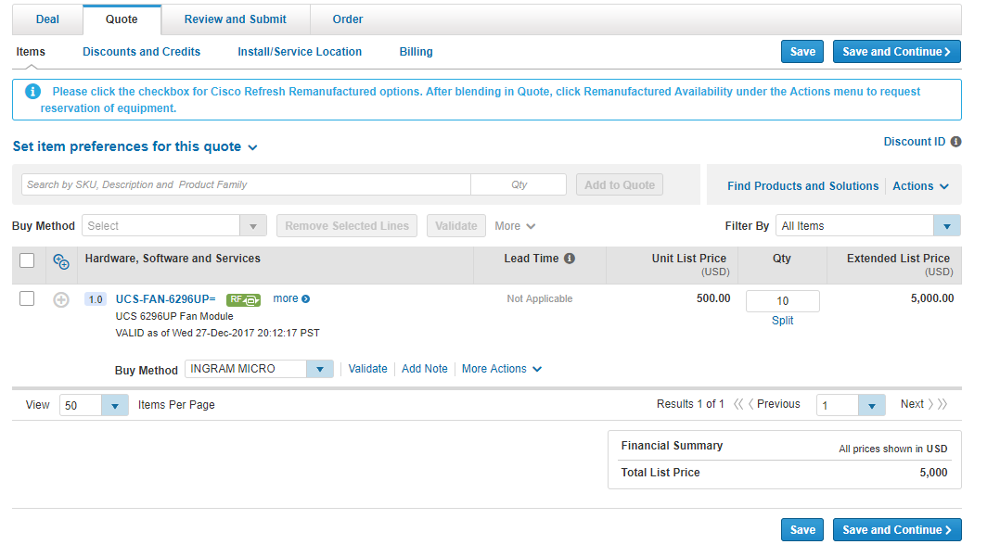 Deal Quote Review and Submit Order
Items Discounts and Credits Install/Service Location Billing Save Save and Continue
Please click the checkbox for Cisco Refresh Remanufactured options. After blending in Quote, click Remanufactured Availability under the Actions menu to request
reservation of equipment.
Set item preferences for this quote
Discount ID
Search by SKU, Description and Product Family Qty Add to Quote Find Products and Solutions Actions
Buy Method Select Remove Selected Lines Validate More Filter By All Items
Hardware, Software and Services Lead Time Unit List Price Qty Extended List Price
(USD) (USD)
1.0 UCS-FAN-6296UP= RF more Not Applicable 500.00 10 5,000.00
UCS 6296UP Fan Module Split
VALID as of Wed 27-Dec-2017 20:12:17 PST
Buy Method INGRAM MICRO Validate Add Note More Actions
View 50 Items Per Page Results 1 of 1 Previous 1 Next
Financial Summary All prices shown in USD
Total List Price 5,000
Save Save and Continue